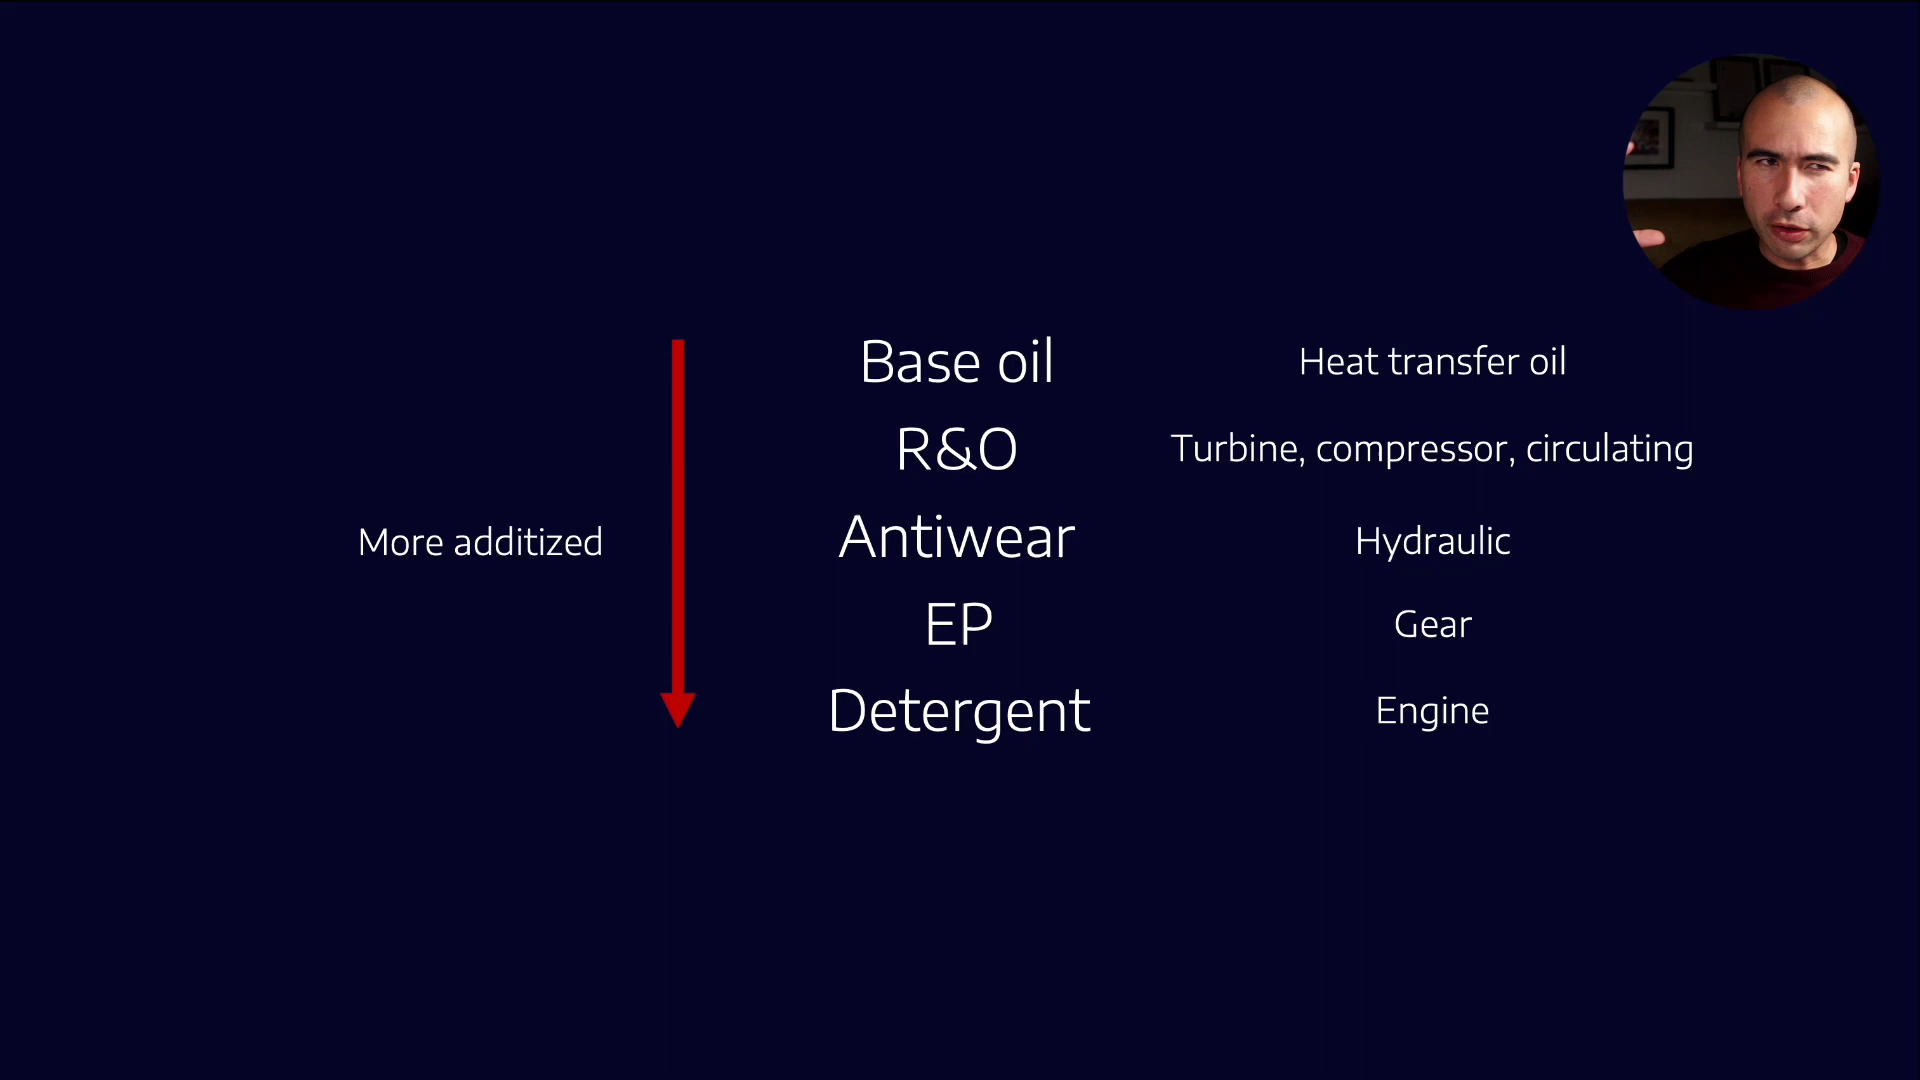 Base oil
Heat transfer oil
R&O
Turbine, compressor, circulating
More additized
Antiwear
Hydraulic
EP
Gear
Detergent
Engine